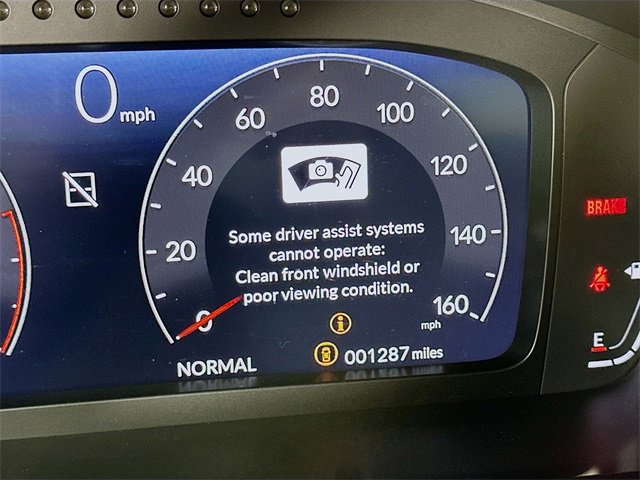 0 mph
60
80
100
40
120
20
140
0
160
mph
Some driver assist systems
cannot operate:
Clean front windshield or
poor viewing condition.
NORMAL
001287 miles
BRAKE
E